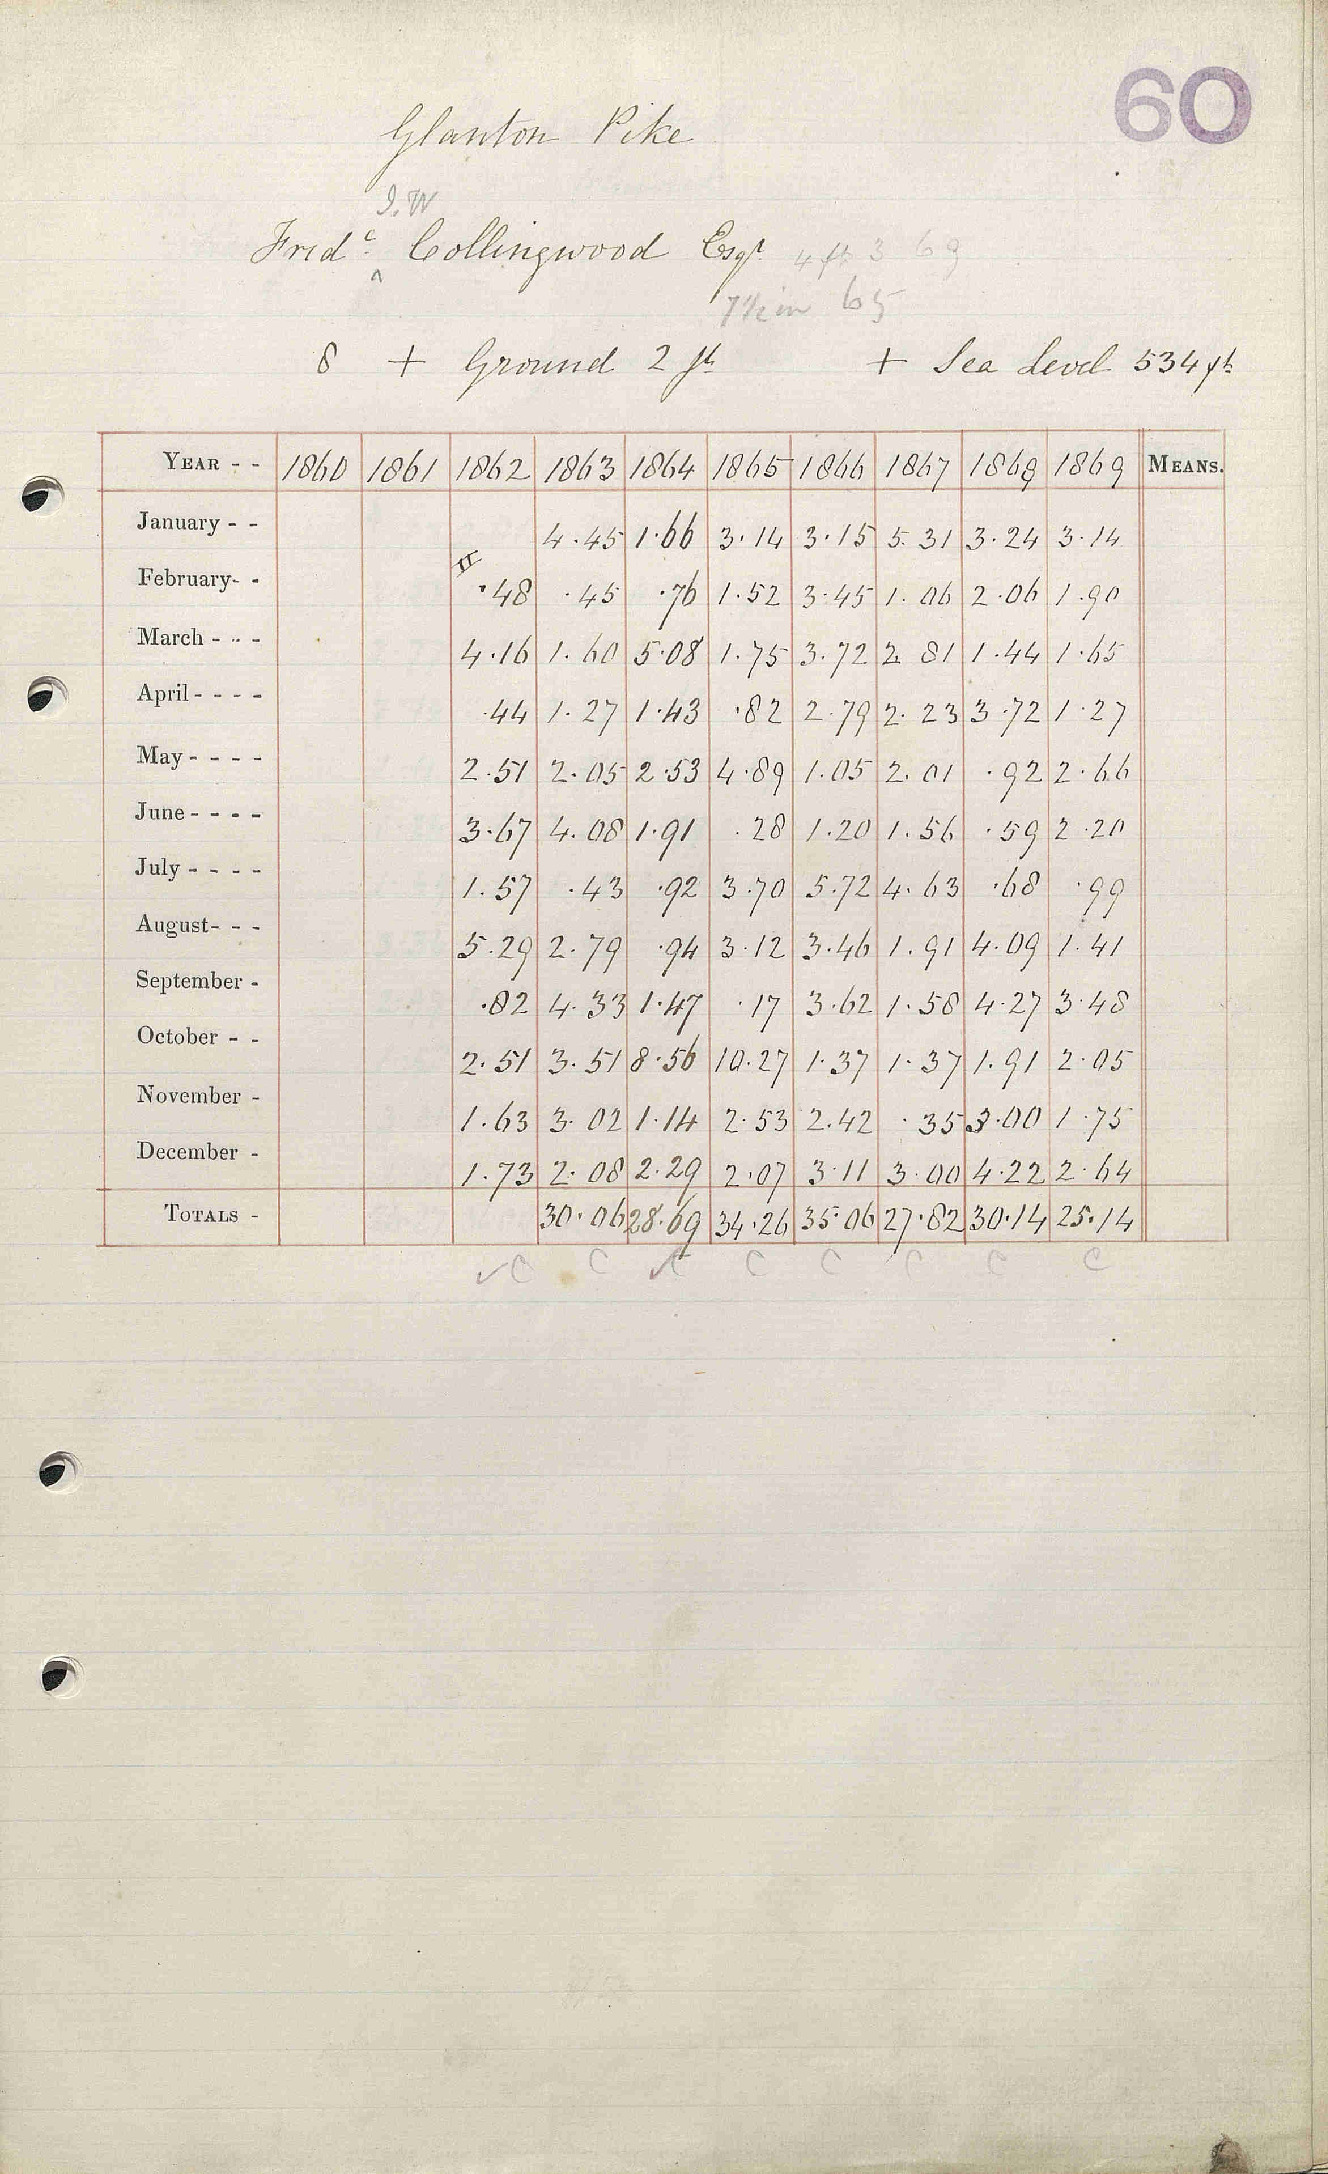 60
Glanton Pike
J.W
Fredc. ^ Collingwood Esqr. 4 ft 3 69
7½ in 65
8 + Ground 2 ft + Sea Level 534 ft
YEAR - - 1860 1861 1862 1863 1864 1865 1866 1867 1868 1869 MEANS.
January - - 4.45 1.66 3.14 3.15 5.31 3.24 3.14
February- - II .48 .45 .76 1.52 3.45 1.06 2.06 1.90
March - - - 4.16 1.60 5.08 1.75 3.72 2.81 1.44 1.65
April - - - - .44 1.27 1.43 .82 2.79 2.23 3.72 1.27
May - - - - 2.51 2.05 2.53 4.89 1.05 2.01 .92 2.66
June - - - - 3.67 4.08 1.91 .28 1.20 1.56 .59 2.20
July - - - - 1.57 .43 .92 3.70 5.72 4.63 .68 .99
August- - - 5.29 2.79 .94 3.12 3.46 1.91 4.09 1.41
September - .82 4.33 1.47 .17 3.62 1.58 4.27 3.48
October - - 2.51 3.51 8.56 10.27 1.37 1.37 1.91 2.05
November - 1.63 3.02 1.14 2.53 2.42 .35 3.00 1.75
December - 1.73 2.08 2.29 2.07 3.11 3.00 4.22 2.64
TOTALS - 30.06 28.69 34.26 35.06 27.82 30.14 25.14
✓ C C ✓ C C C C C C